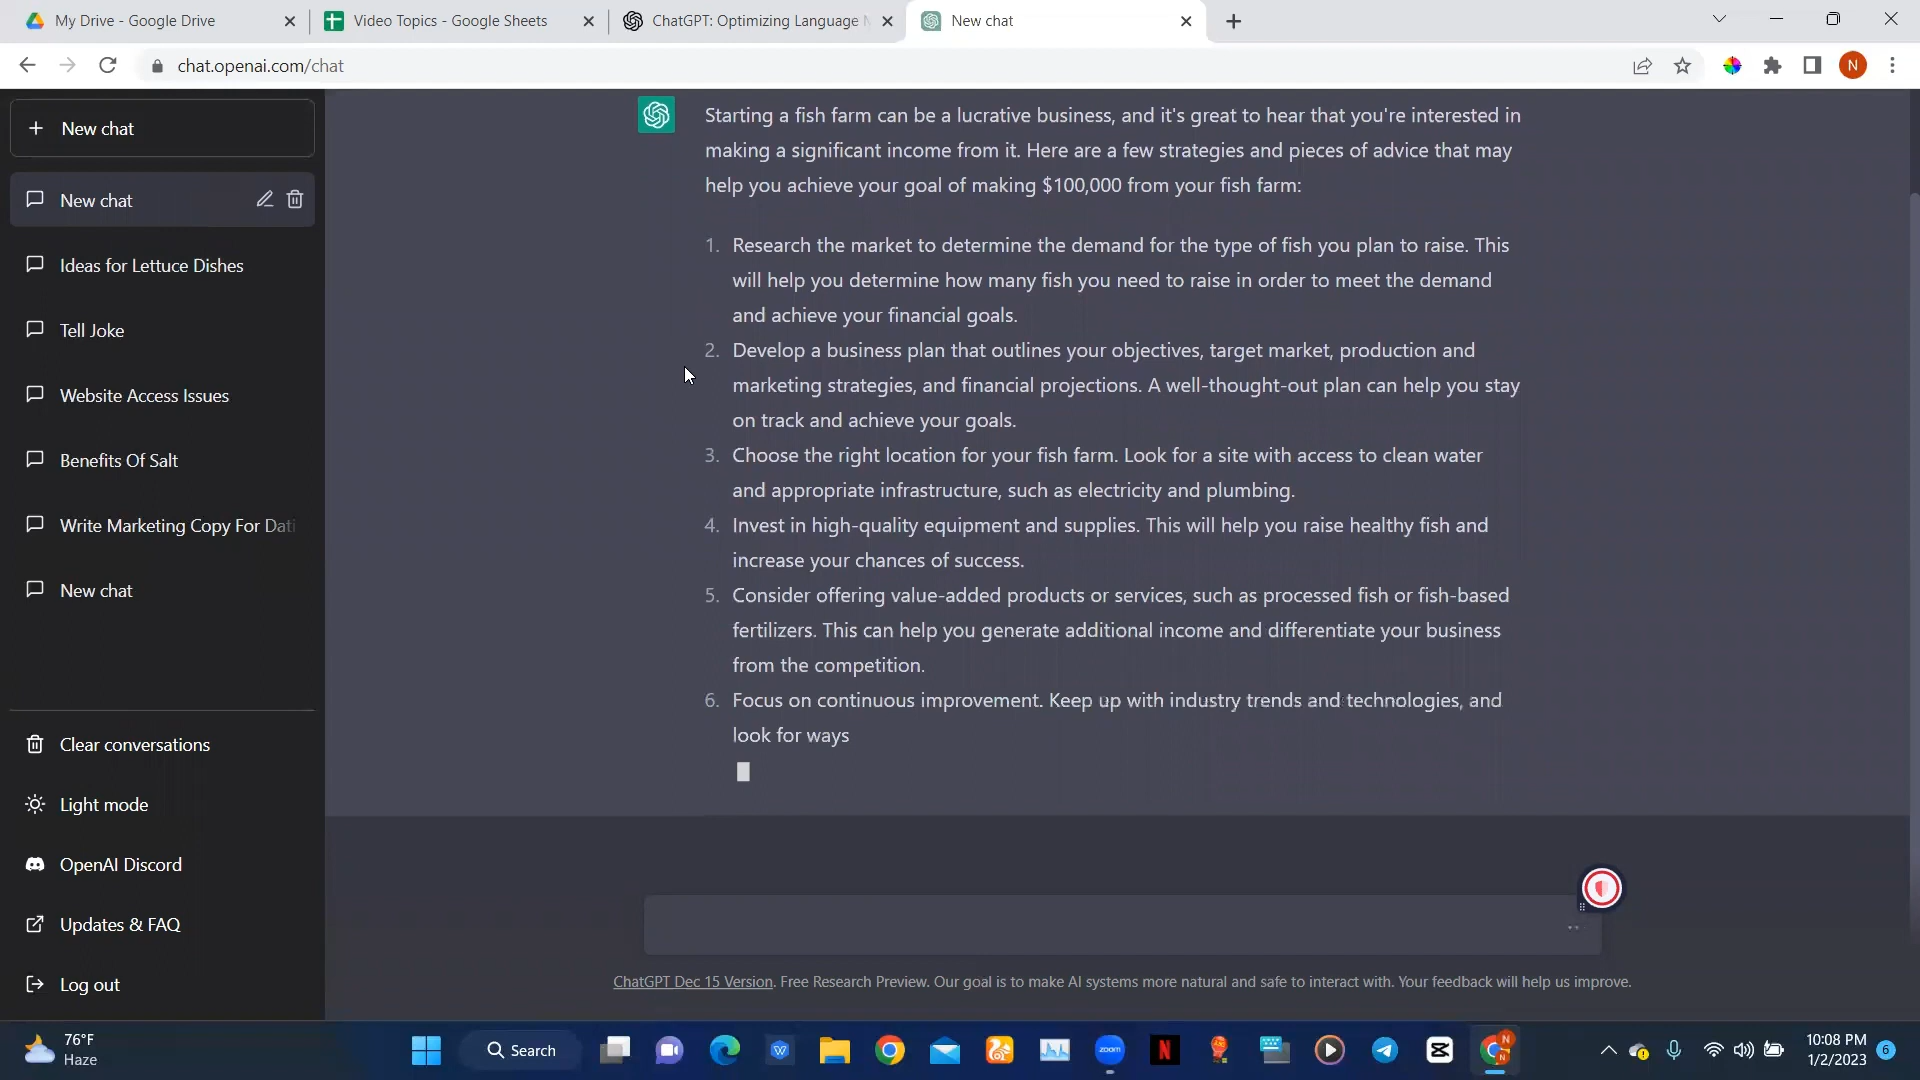 My Drive - Google Drive
Video Topics - Google Sheets
ChatGPT: Optimizing Language
New chat
chat.openai.com/chat
N
New chat
New chat
Ideas for Lettuce Dishes
Tell Joke
Website Access Issues
Benefits Of Salt
Write Marketing Copy For Dati
New chat
Clear conversations
Light mode
OpenAI Discord
Updates & FAQ
Log out
Starting a fish farm can be a lucrative business, and it's great to hear that you're interested in
making a significant income from it. Here are a few strategies and pieces of advice that may
help you achieve your goal of making $100,000 from your fish farm:
1. Research the market to determine the demand for the type of fish you plan to raise. This
will help you determine how many fish you need to raise in order to meet the demand
and achieve your financial goals.
2. Develop a business plan that outlines your objectives, target market, production and
marketing strategies, and financial projections. A well-thought-out plan can help you stay
on track and achieve your goals.
3. Choose the right location for your fish farm. Look for a site with access to clean water
and appropriate infrastructure, such as electricity and plumbing.
4. Invest in high-quality equipment and supplies. This will help you raise healthy fish and
increase your chances of success.
5. Consider offering value-added products or services, such as processed fish or fish-based
fertilizers. This can help you generate additional income and differentiate your business
from the competition.
6. Focus on continuous improvement. Keep up with industry trends and technologies, and
look for ways
ChatGPT Dec 15 Version. Free Research Preview. Our goal is to make AI systems more natural and safe to interact with. Your feedback will help us improve.
76°F
Haze
Search
zoom
N
10:08 PM
1/2/2023
6